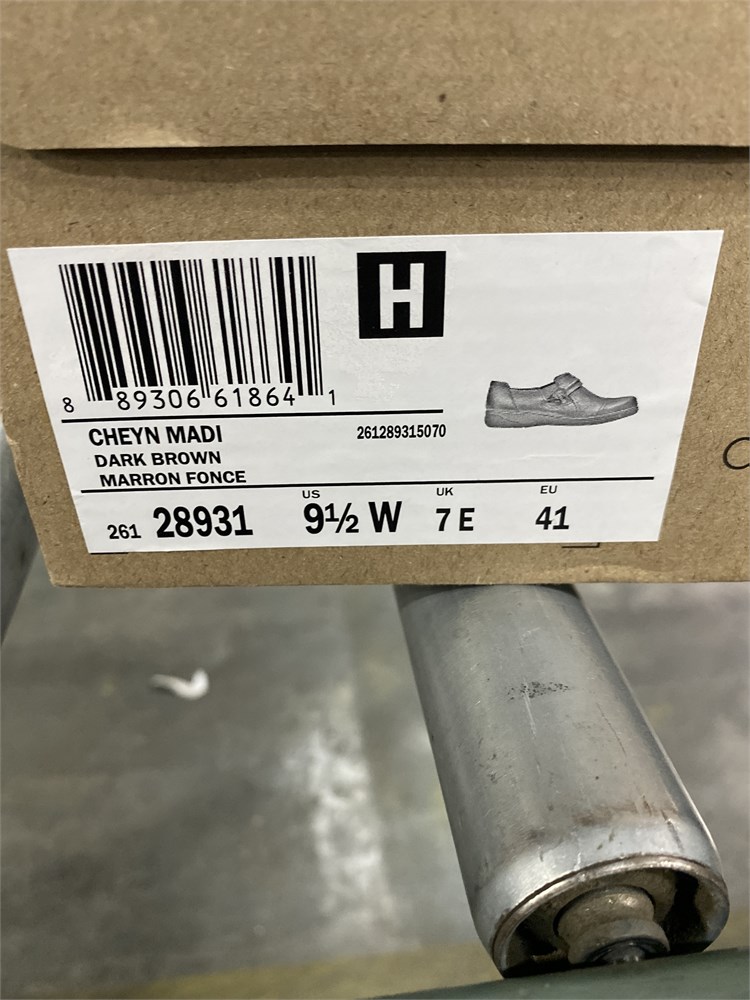 H
8 89306 61864 1
CHEYN MADI 261289315070
DARK BROWN
MARRON FONCE
261 28931 US 9½ W UK 7 E EU 41